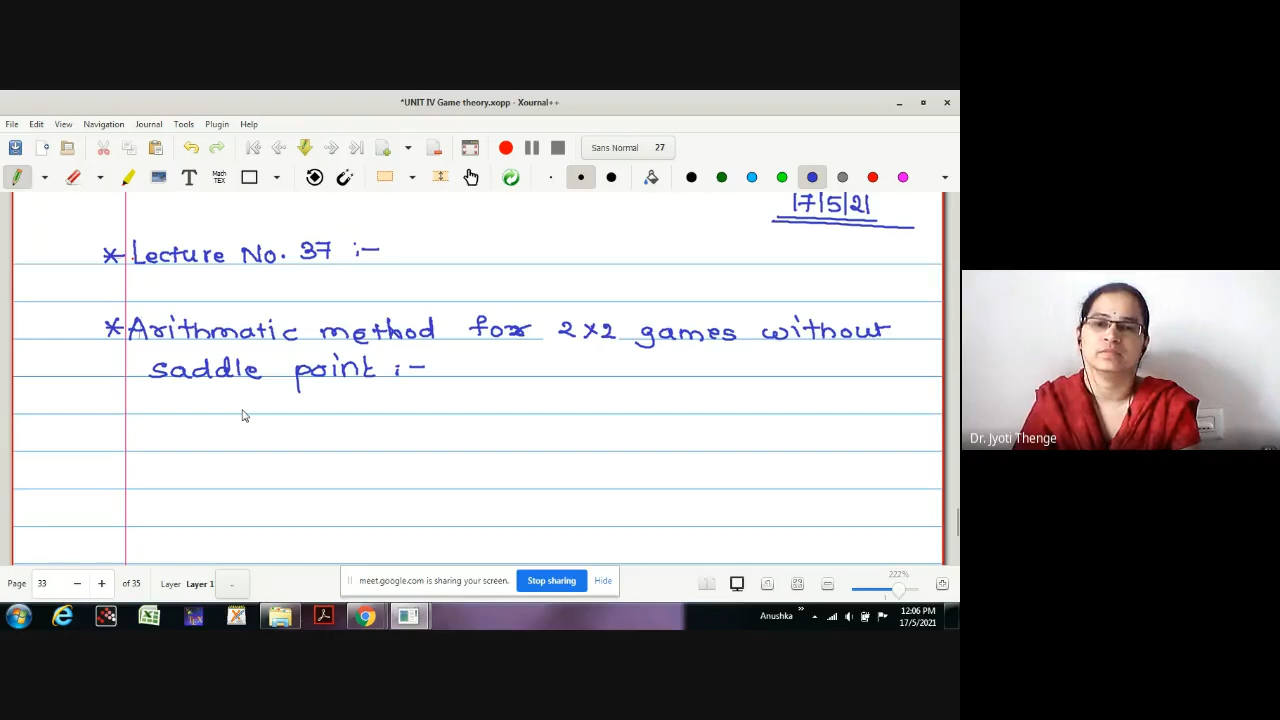 *UNIT IV Game theory.xopp - Xournal++
File Edit View Navigation Journal Tools Plugin Help
Sans Normal 27
Math TEX
17/5/21
* Lecture No. 37 :-
* Arithmatic method for 2×2 games without
saddle point :-
Dr. Jyoti Thenge
Page 33 of 35 Layer Layer 1
meet.google.com is sharing your screen. Stop sharing Hide
222%
Anushka
12:06 PM
17/5/2021